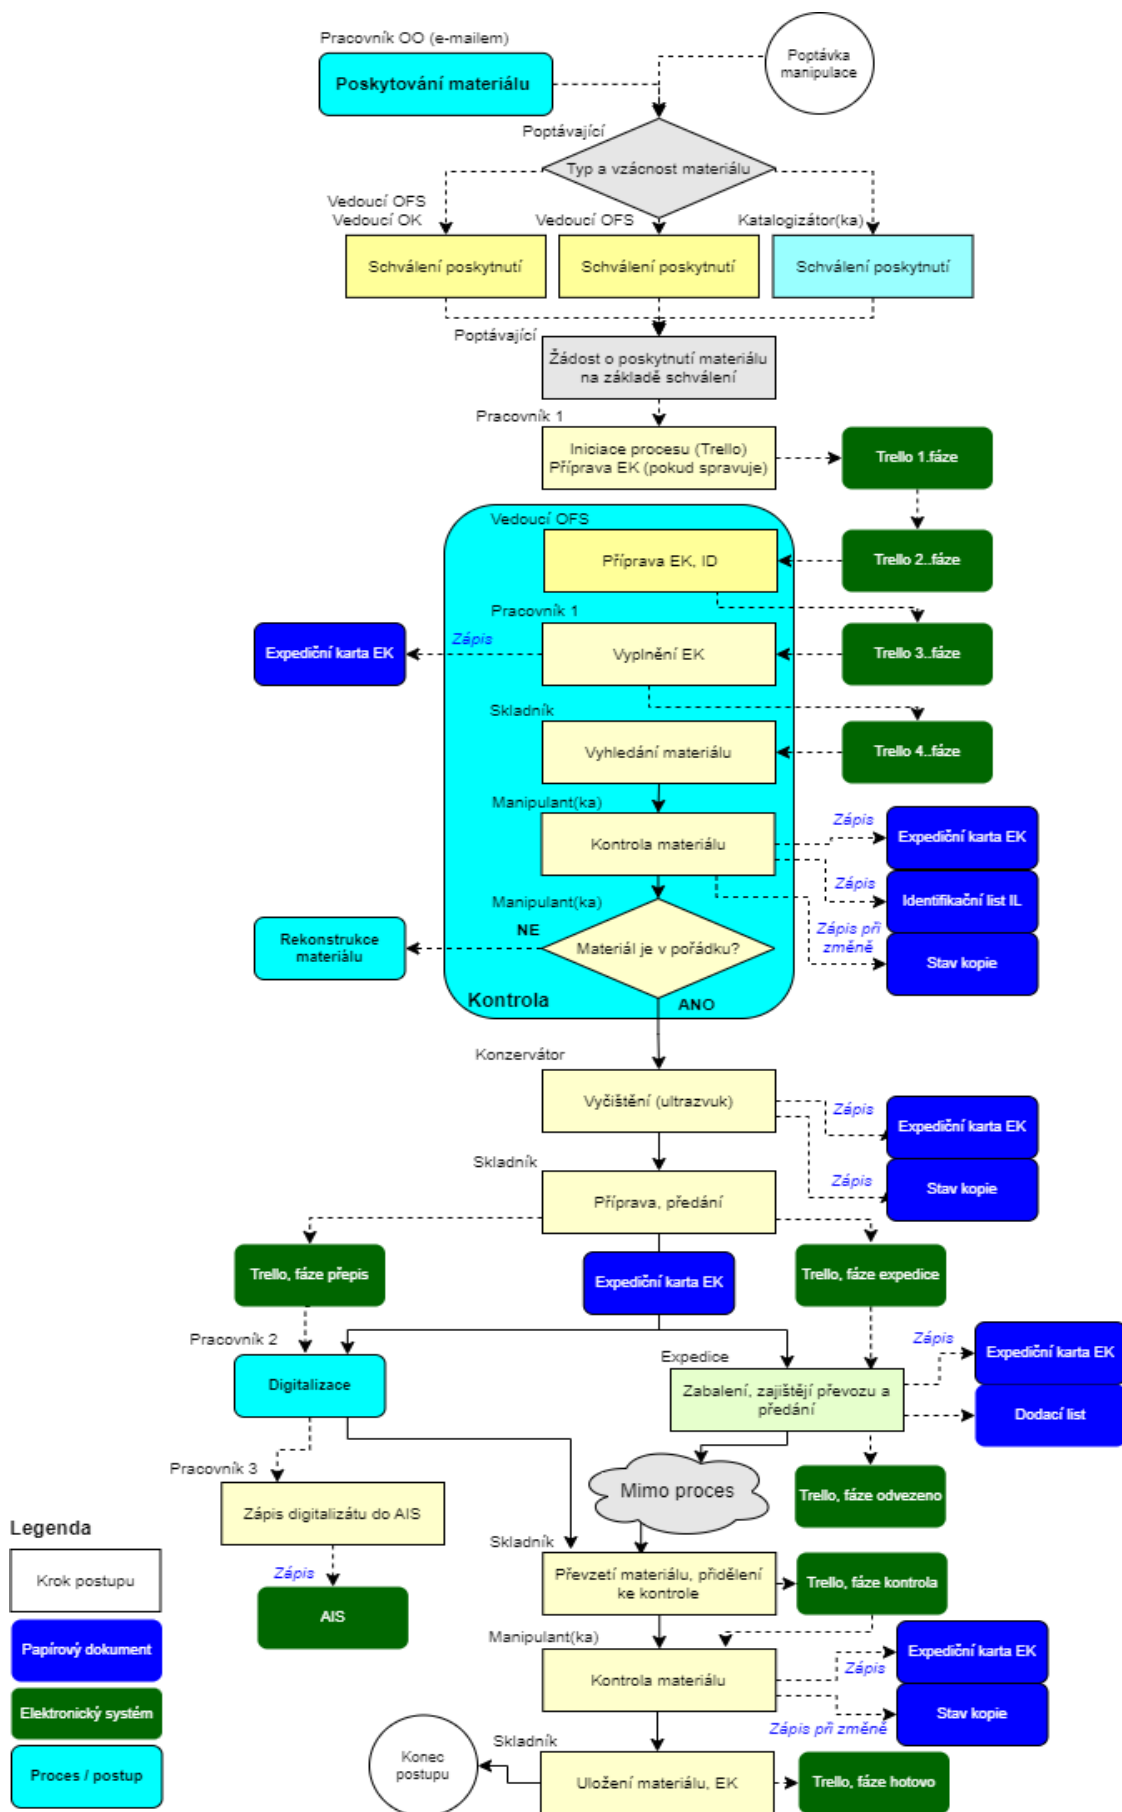 Pracovník OO (e-mailem)
Poskytování materiálu
Poptávka
manipulace
Poptávající
Typ a vzácnost materiálu
Vedoucí OFS
Vedoucí OK
Vedoucí OFS
Katalogizátor(ka)
Schválení poskytnutí
Schválení poskytnutí
Schválení poskytnutí
Poptávající
Žádost o poskytnutí materiálu
na základě schválení
Pracovník 1
Iniciace procesu (Trello)
Příprava EK (pokud spravuje)
Trello 1.fáze
Vedoucí OFS
Příprava EK, ID
Trello 2..fáze
Pracovník 1
Expediční karta EK
Zápis
Vyplnění EK
Trello 3..fáze
Skladník
Vyhledání materiálu
Trello 4..fáze
Manipulant(ka)
Kontrola materiálu
Zápis
Expediční karta EK
Zápis
Identifikační list IL
Manipulant(ka)
Zápis při
změně
Stav kopie
NE
Rekonstrukce
materiálu
Materiál je v pořádku?
Kontrola
ANO
Konzervátor
Vyčištění (ultrazvuk)
Zápis
Expediční karta EK
Zápis
Stav kopie
Skladník
Příprava, předání
Trello, fáze přepis
Expediční karta EK
Trello, fáze expedice
Pracovník 2
Digitalizace
Expedice
Zabalení, zajištějí převozu a
předání
Zápis
Expediční karta EK
Dodací list
Pracovník 3
Zápis digitalizátu do AIS
Mimo proces
Trello, fáze odvezeno
Zápis
AIS
Skladník
Převzetí materiálu, přidělení
ke kontrole
Trello, fáze kontrola
Manipulant(ka)
Kontrola materiálu
Zápis
Expediční karta EK
Zápis při změně
Stav kopie
Skladník
Konec
postupu
Uložení materiálu, EK
Trello, fáze hotovo
Legenda
Krok postupu
Papírový dokument
Elektronický systém
Proces / postup